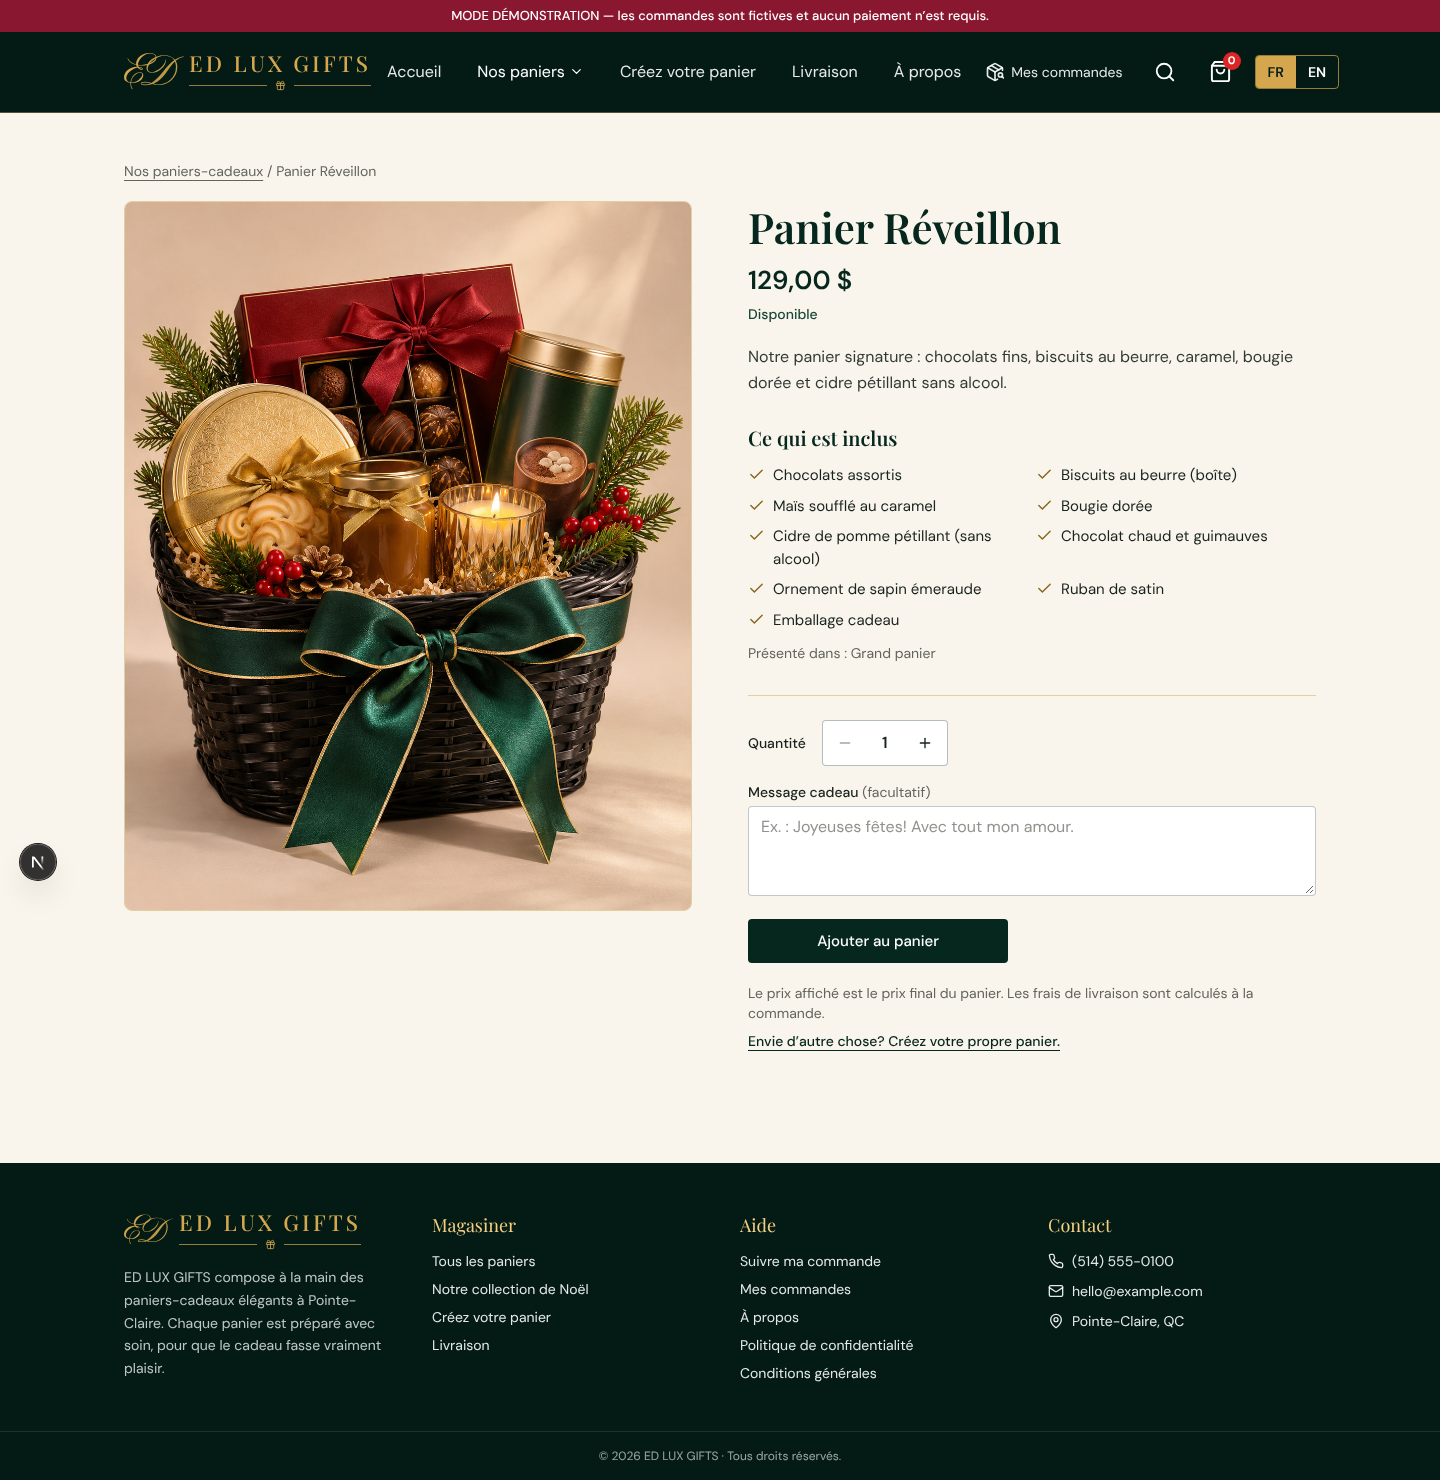 MODE DÉMONSTRATION — les commandes sont fictives et aucun paiement n’est requis.
ED ED LUX GIFTS
Accueil
Nos paniers
Créez votre panier
Livraison
À propos
Mes commandes
0
FR
EN
Nos paniers-cadeaux / Panier Réveillon
Panier Réveillon
129,00 $
Disponible
Notre panier signature : chocolats fins, biscuits au beurre, caramel, bougie
dorée et cidre pétillant sans alcool.
Ce qui est inclus
Chocolats assortis
Biscuits au beurre (boîte)
Maïs soufflé au caramel
Bougie dorée
Cidre de pomme pétillant (sans
alcool)
Chocolat chaud et guimauves
Ornement de sapin émeraude
Ruban de satin
Emballage cadeau
Présenté dans : Grand panier
Quantité
1
Message cadeau (facultatif)
Ex. : Joyeuses fêtes! Avec tout mon amour.
N
Ajouter au panier
Le prix affiché est le prix final du panier. Les frais de livraison sont calculés à la
commande.
Envie d’autre chose? Créez votre propre panier.
ED ED LUX GIFTS
ED LUX GIFTS compose à la main des
paniers-cadeaux élégants à Pointe-
Claire. Chaque panier est préparé avec
soin, pour que le cadeau fasse vraiment
plaisir.
Magasiner
Tous les paniers
Notre collection de Noël
Créez votre panier
Livraison
Aide
Suivre ma commande
Mes commandes
À propos
Politique de confidentialité
Conditions générales
Contact
(514) 555-0100
hello@example.com
Pointe-Claire, QC
© 2026 ED LUX GIFTS · Tous droits réservés.